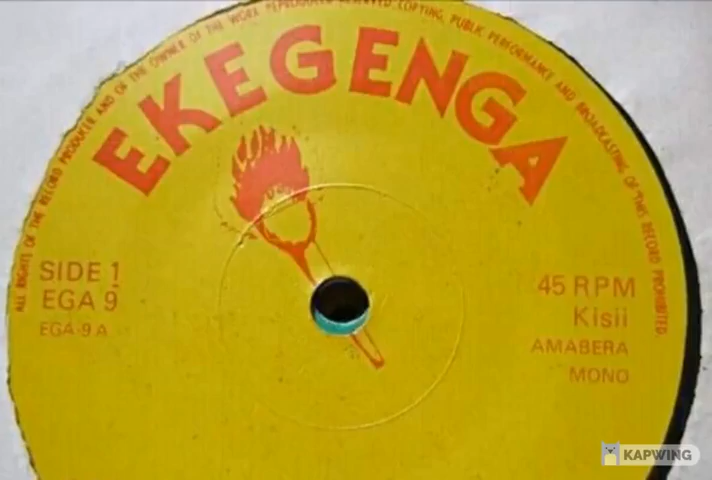 ALL RIGHTS OF THE RECORD PRODUCER AND OF THE OWNER OF THE WORK REPRODUCED RESERVED. COPYING, PUBLIC PERFORMANCE AND BROADCASTING OF THIS RECORD PROHIBITED.
EKEGENGA
SIDE 1
EGA 9
EGA-9 A
45 RPM
Kisii
AMABERA
MONO
KAPWING